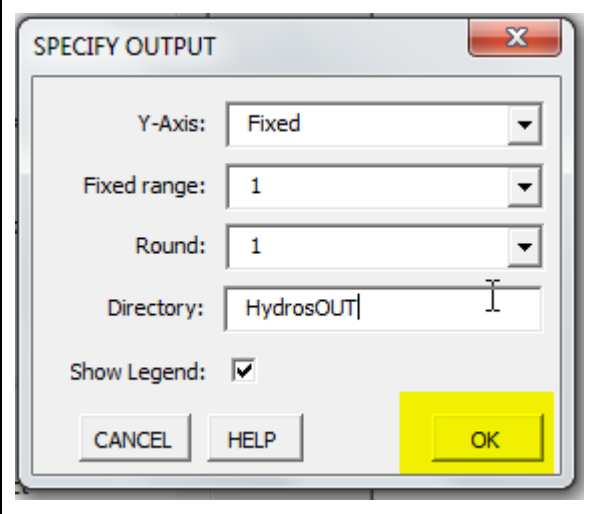 SPECIFY OUTPUT
Y-Axis: Fixed
Fixed range: 1
Round: 1
Directory: HydrosOUT
Show Legend:
CANCEL HELP OK